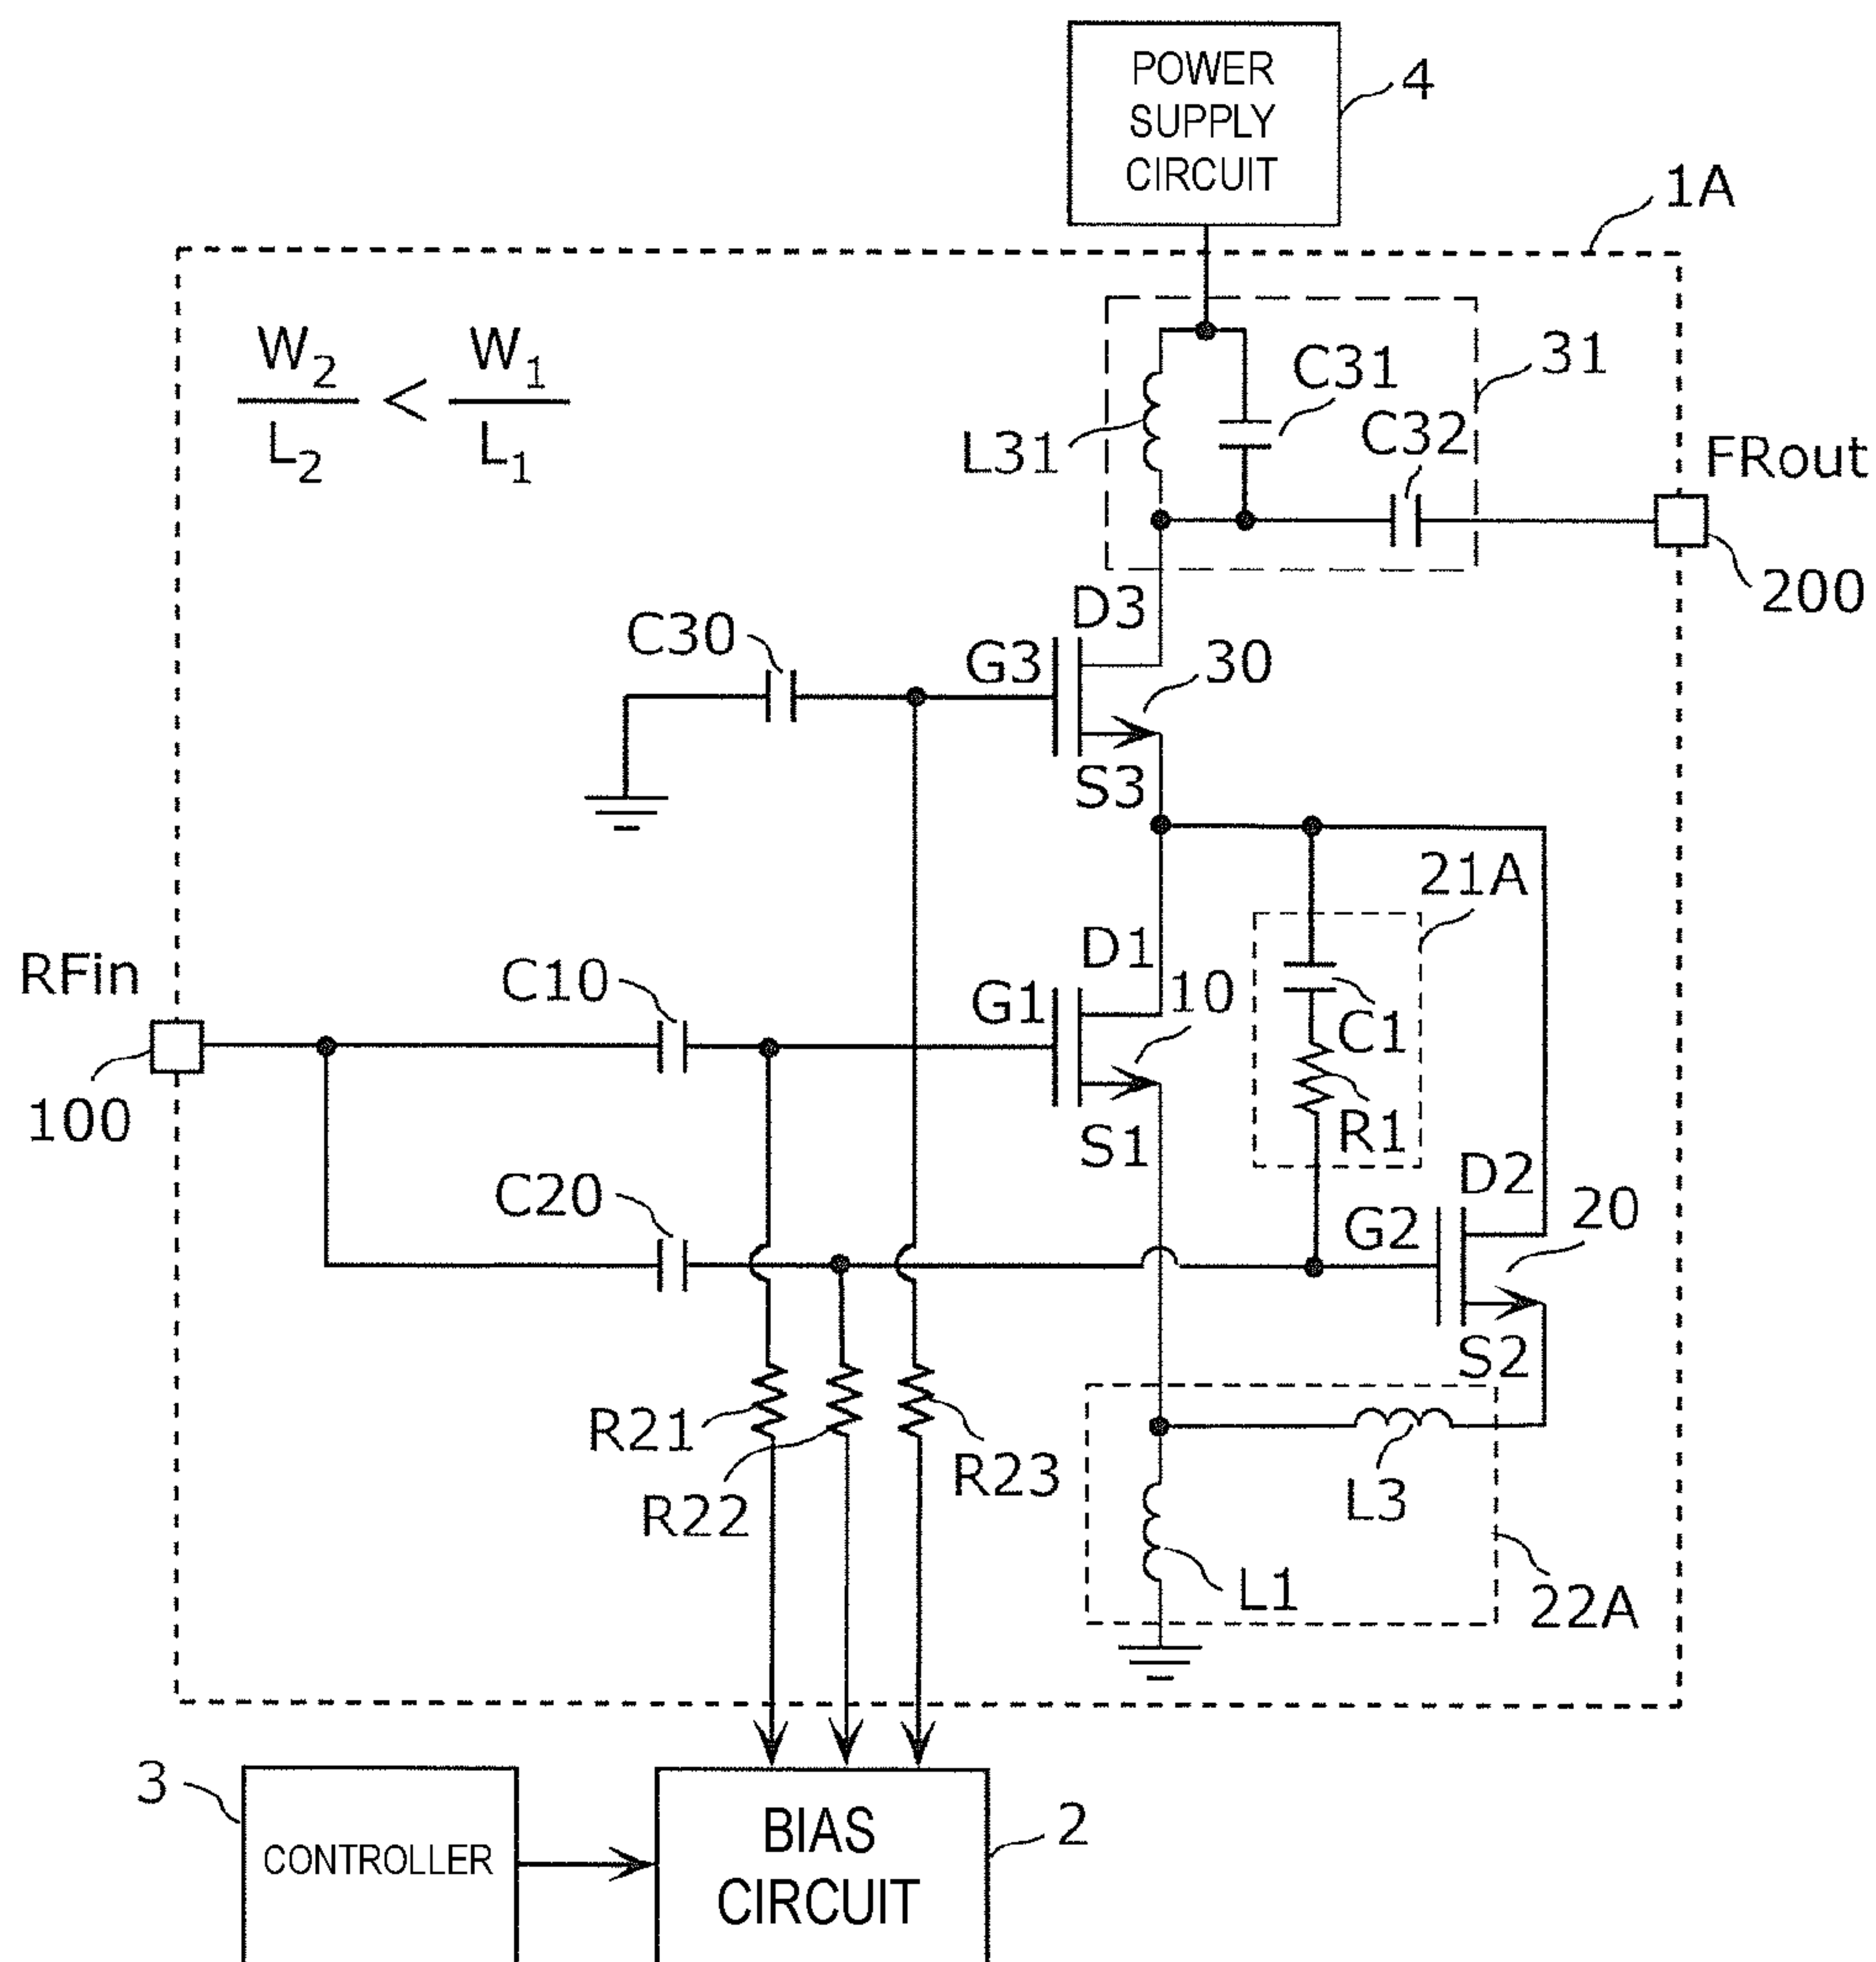 POWER
SUPPLY
CIRCUIT
4
1A
W2
L2
<
W1
L1
C31
31
L31
C32
FRout
200
D3
C30
G3
30
S3
21A
RFin
D1
C10
G1
10
C1
100
S1
R1
C20
D2
G2
20
S2
R21
R22
R23
L3
L1
22A
3
CONTROLLER
BIAS
CIRCUIT
2